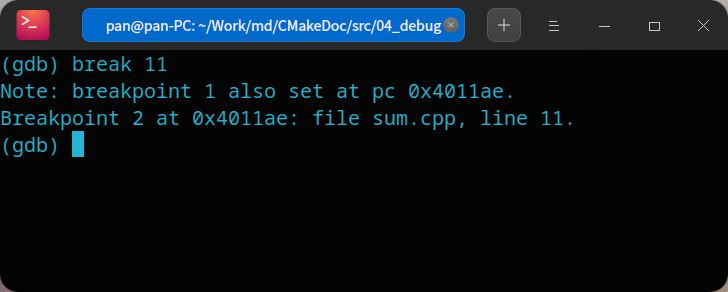 pan@pan-PC: ~/Work/md/CMakeDoc/src/04_debug
(gdb) break 11
Note: breakpoint 1 also set at pc 0x4011ae.
Breakpoint 2 at 0x4011ae: file sum.cpp, line 11.
(gdb)